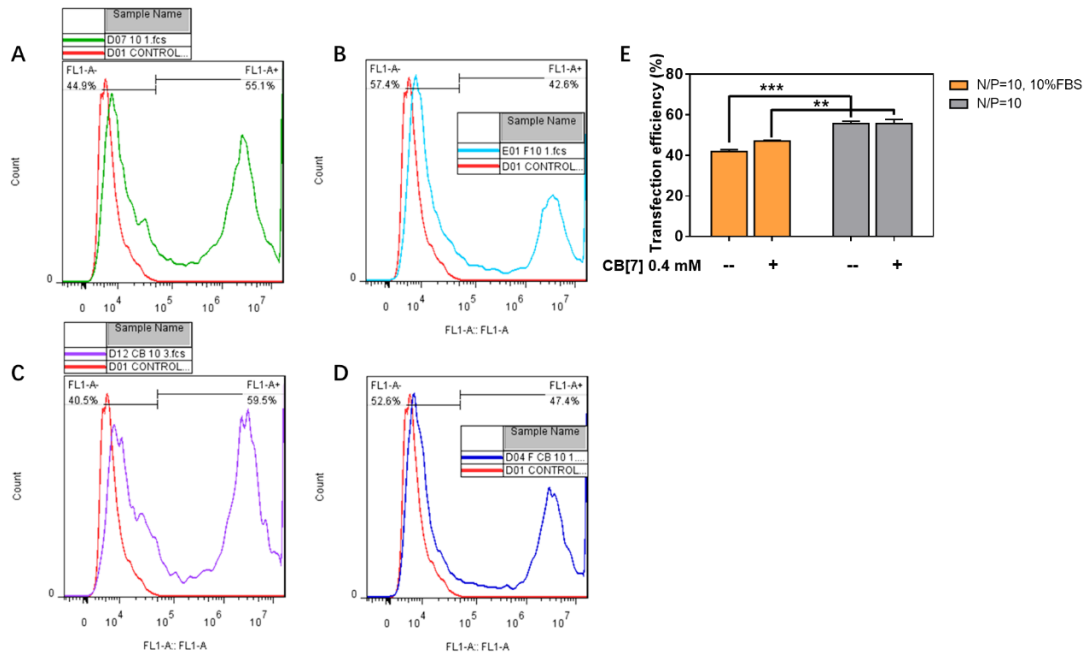 A
Sample Name
D07 10 1.fcs
D01 CONTROL...
FL1-A-
44.9%
FL1-A+
55.1%
Count
0
0 10^4 10^5 10^6 10^7
B
FL1-A-
57.4%
FL1-A+
42.6%
Sample Name
E01 F10 1.fcs
D01 CONTROL...
Count
0
0 10^4 10^5 10^6 10^7
FL1-A:: FL1-A
E
Transfection efficiency (%)
80
60
40
20
0
***
**
N/P=10, 10%FBS
N/P=10
CB[7] 0.4 mM -- + -- +
C
Sample Name
D12 CB 10 3.fcs
D01 CONTROL...
FL1-A-
40.5%
FL1-A+
59.5%
Count
0
0 10^4 10^5 10^6 10^7
FL1-A:: FL1-A
D
FL1-A-
52.6%
FL1-A+
47.4%
Sample Name
D04 F CB 10 1....
D01 CONTROL...
Count
0
0 10^4 10^5 10^6 10^7
FL1-A:: FL1-A